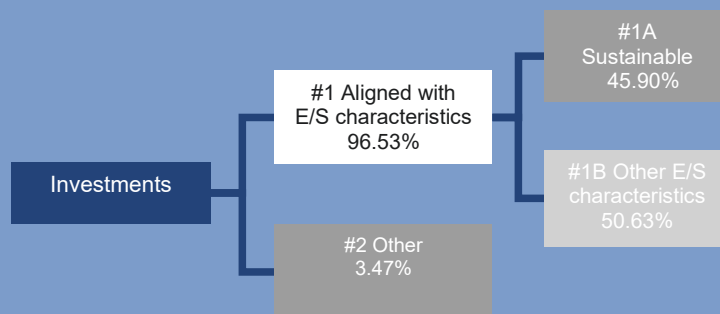 Investments
#1 Aligned with
E/S characteristics
96.53%
#2 Other
3.47%
#1A
Sustainable
45.90%
#1B Other E/S
characteristics
50.63%